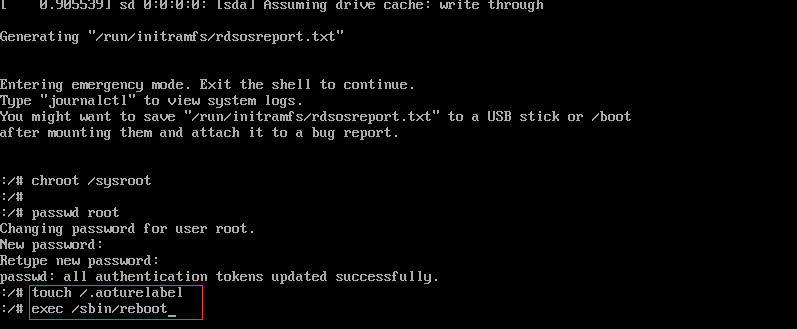 [    0.905539] sd 0:0:0:0: [sda] Assuming drive cache: write through
Generating "/run/initramfs/rdsosreport.txt"
Entering emergency mode. Exit the shell to continue.
Type "journalctl" to view system logs.
You might want to save "/run/initramfs/rdsosreport.txt" to a USB stick or /boot
after mounting them and attach it to a bug report.
:/# chroot /sysroot
:/#
:/# passwd root
Changing password for user root.
New password:
Retype new password:
passwd: all authentication tokens updated successfully.
:/# touch /.aoturelabel
:/# exec /sbin/reboot_